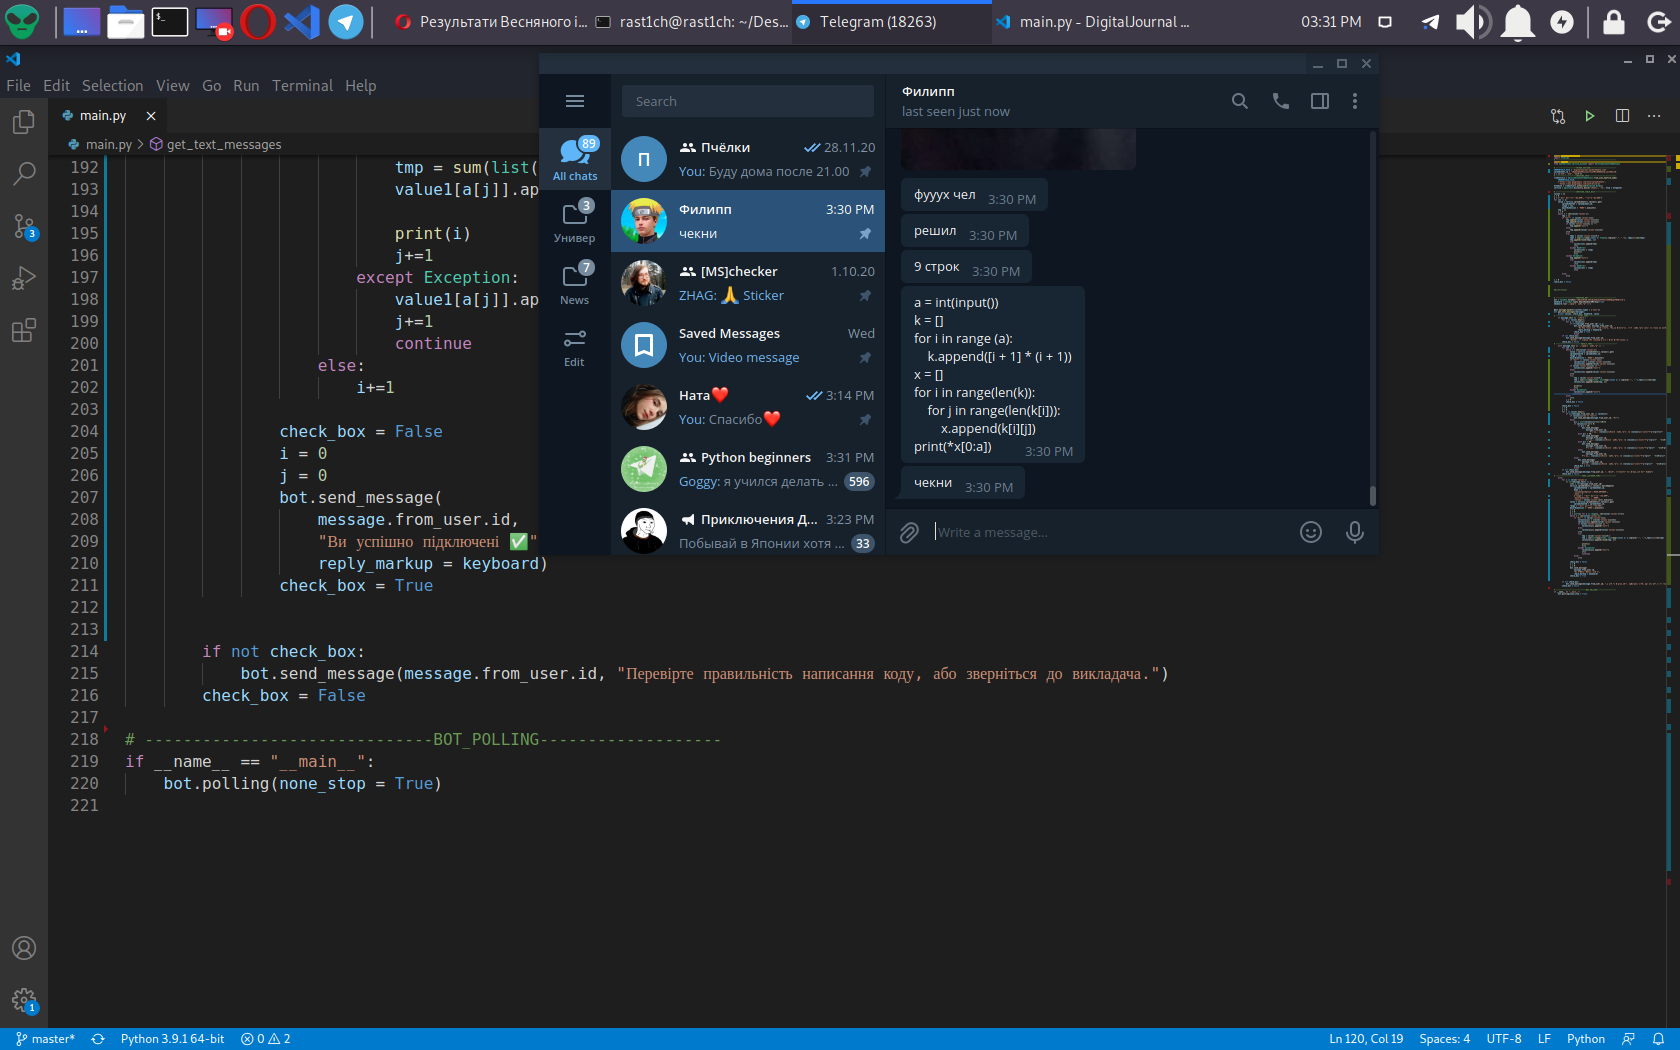 Результати Весняного і...
rast1ch@rast1ch: ~/Des...
Telegram (18263)
main.py - DigitalJournal ...
03:31 PM
File Edit Selection View Go Run Terminal Help
main.py
main.py > get_text_messages
192 tmp = sum(list(
193 value1[a[j]].ap
194
195 print(i)
196 j+=1
197 except Exception:
198 value1[a[j]].ap
199 j+=1
200 continue
201 else:
202 i+=1
203
204 check_box = False
205 i = 0
206 j = 0
207 bot.send_message(
208 message.from_user.id,
209 "Ви успішно підключені ✅"
210 reply_markup = keyboard)
211 check_box = True
212
213
214 if not check_box:
215 bot.send_message(message.from_user.id, "Перевірте правильність написання коду, або зверніться до викладача.")
216 check_box = False
217
218 # ------------------------------BOT_POLLING-------------------
219 if __name__ == "__main__":
220 bot.polling(none_stop = True)
221
3
1
89
All chats
3
Универ
7
News
Edit
Search
П
Пчёлки 28.11.20
You: Буду дома после 21.00
Филипп 3:30 PM
чекни
[MS]checker 1.10.20
ZHAG: 🙏 Sticker
Saved Messages Wed
You: Video message
Ната❤️ 3:14 PM
You: Спасибо❤️
Python beginners 3:31 PM
Goggy: я учился делать ... 596
Приключения Д... 3:23 PM
Побывай в Японии хотя ... 33
Филипп
last seen just now
фууух чел 3:30 PM
решил 3:30 PM
9 строк 3:30 PM
a = int(input())
k = []
for i in range (a):
k.append([i + 1] * (i + 1))
x = []
for i in range(len(k)):
for j in range(len(k[i])):
x.append(k[i][j])
print(*x[0:a]) 3:30 PM
чекни 3:30 PM
Write a message...
master* Python 3.9.1 64-bit 0 2 Ln 120, Col 19 Spaces: 4 UTF-8 LF Python